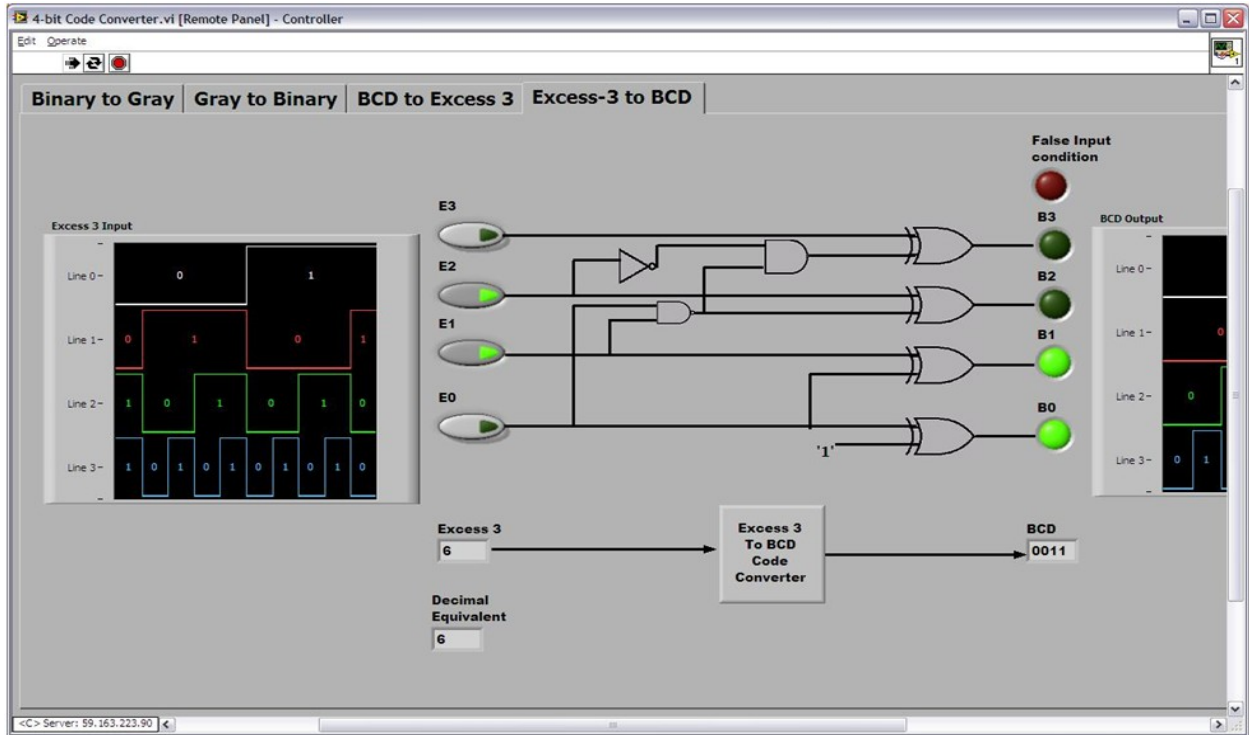 4-bit Code Converter.vi [Remote Panel] - Controller
Edit Operate
1
Binary to Gray Gray to Binary BCD to Excess 3 Excess-3 to BCD
False Input
condition
E3
B3
Excess 3 Input
BCD Output
Line 0 - 0 1
Line 0 -
E2
B2
Line 1 - 0 1 0 1
Line 1 - 0
E1
B1
Line 2 - 1 0 1 0 1 0
Line 2 - 0
E0
B0
'1'
Line 3 - 1 0 1 0 1 0 1 0 1 0
Line 3 - 0 1
Excess 3
6
Excess 3
To BCD
Code
Converter
BCD
0011
Decimal
Equivalent
6
<C> Server: 59.163.223.90